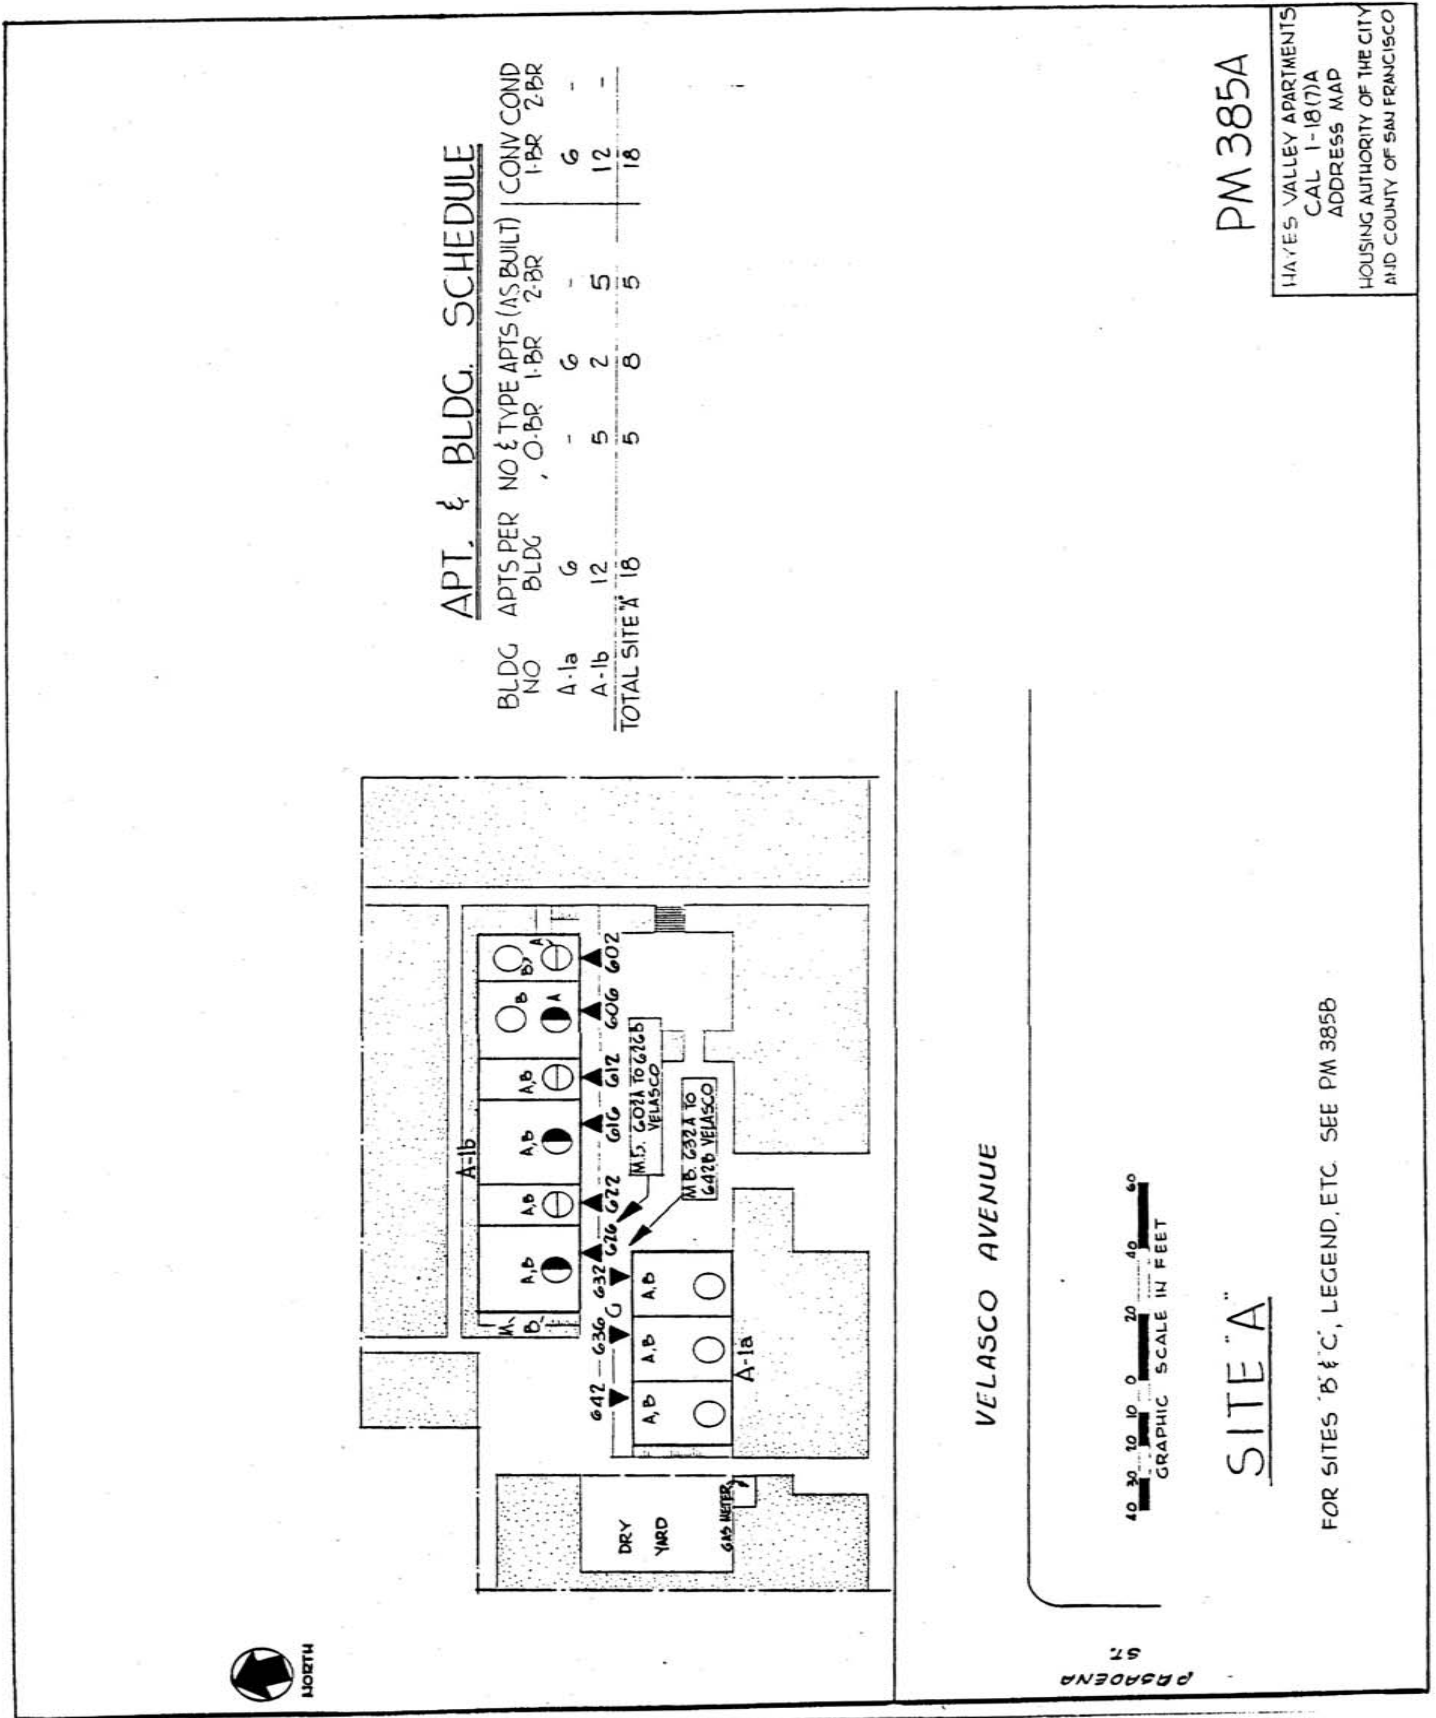 APT. & BLDG. SCHEDULE
BLDG NO APTS PER BLDG NO & TYPE APTS (AS BUILT) CONV COND
O-BR 1-BR 2-BR 1-BR 2-BR
A-1a 6 - 6 - 6 -
A-1b 12 5 2 5 12 -
TOTAL SITE "A" 18 5 8 5 18
NORTH
A-1b
M. B. A,B A,B A,B A,B B B
A A
626 622 616 612 606 602
M.B. 602A TO 626B
VELASCO
M B. 632A TO
642B VELASCO
642 636 632
A,B A,B A,B
A-1a
DRY
YARD
GAS METER
VELASCO AVENUE
PASADENA
ST.
40 30 20 10 0 20 40 60
GRAPHIC SCALE IN FEET
SITE "A"
FOR SITES "B" & "C", LEGEND, ETC. SEE PM 385B
PM 385A
HAYES VALLEY APARTMENTS
CAL 1-18(7)A
ADDRESS MAP
HOUSING AUTHORITY OF THE CITY
AND COUNTY OF SAN FRANCISCO